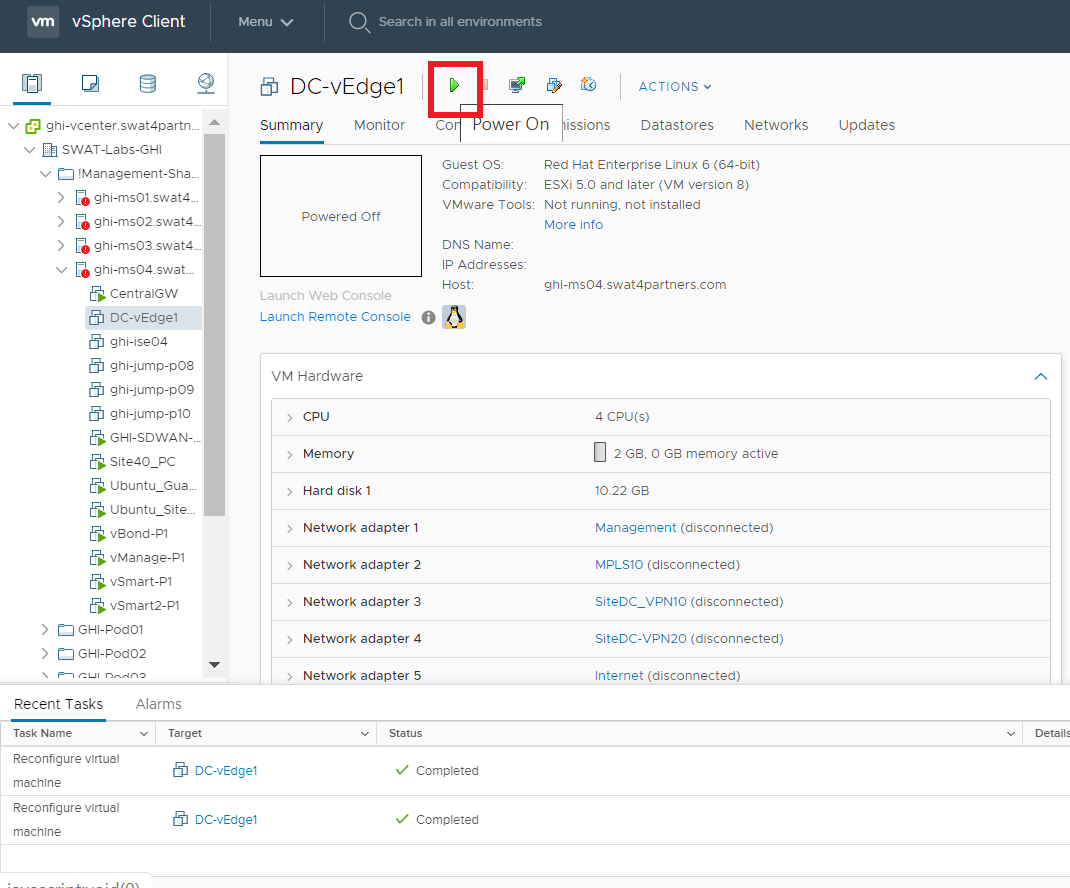 vm vSphere Client Menu Search in all environments
DC-vEdge1 ACTIONS
Power On
Summary Monitor Con issions Datastores Networks Updates
ghi-vcenter.swat4partn...
SWAT-Labs-GHI
!Management-Sha...
ghi-ms01.swat4...
ghi-ms02.swat4...
ghi-ms03.swat4...
ghi-ms04.swat...
CentralGW
DC-vEdge1
ghi-ise04
ghi-jump-p08
ghi-jump-p09
ghi-jump-p10
GHI-SDWAN-...
Site40_PC
Ubuntu_Gua...
Ubuntu_Site...
vBond-P1
vManage-P1
vSmart-P1
vSmart2-P1
GHI-Pod01
GHI-Pod02
GHI-Pod03
Powered Off
Launch Web Console
Launch Remote Console
Guest OS: Red Hat Enterprise Linux 6 (64-bit)
Compatibility: ESXi 5.0 and later (VM version 8)
VMware Tools: Not running, not installed
More info
DNS Name:
IP Addresses:
Host: ghi-ms04.swat4partners.com
VM Hardware
CPU 4 CPU(s)
Memory 2 GB, 0 GB memory active
Hard disk 1 10.22 GB
Network adapter 1 Management (disconnected)
Network adapter 2 MPLS10 (disconnected)
Network adapter 3 SiteDC_VPN10 (disconnected)
Network adapter 4 SiteDC-VPN20 (disconnected)
Network adapter 5 Internet (disconnected)
Recent Tasks Alarms
Task Name Target Status Details
Reconfigure virtual
machine DC-vEdge1 Completed
Reconfigure virtual
machine DC-vEdge1 Completed
javascript:void(0)